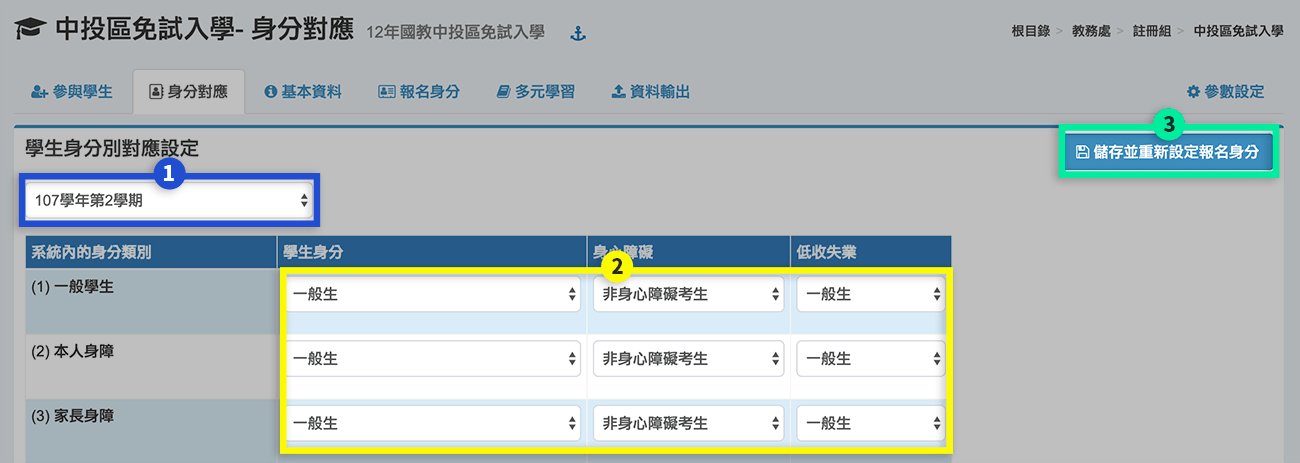 中投區免試入學- 身分對應 12年國教中投區免試入學
根目錄 > 教務處 > 註冊組 > 中投區免試入學
參與學生 身分對應 基本資料 報名身分 多元學習 資料輸出 參數設定
學生身分別對應設定
3
儲存並重新設定報名身分
1
107學年第2學期
系統內的身分類別 學生身分 身心障礙 低收失業
2
(1) 一般學生 一般生 非身心障礙考生 一般生
(2) 本人身障 一般生 非身心障礙考生 一般生
(3) 家長身障 一般生 非身心障礙考生 一般生